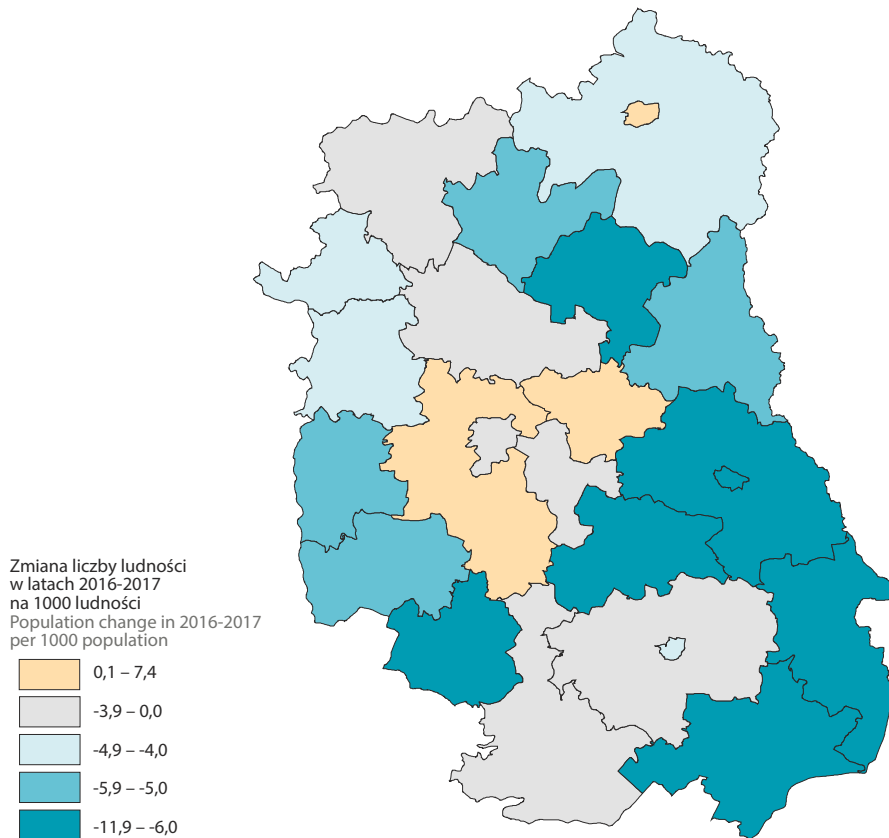 Zmiana liczby ludności
w latach 2016-2017
na 1000 ludności
Population change in 2016-2017
per 1000 population
0,1 – 7,4
-3,9 – 0,0
-4,9 – -4,0
-5,9 – -5,0
-11,9 – -6,0